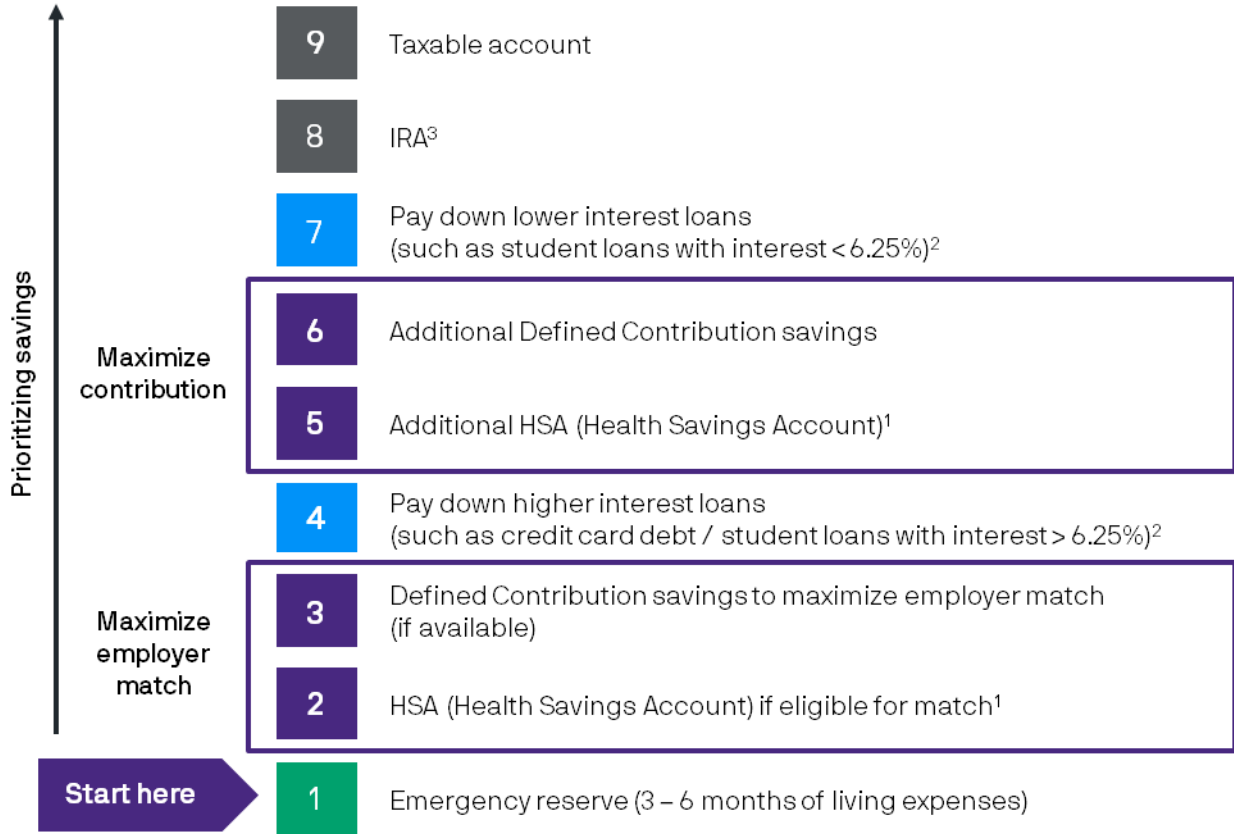 9 Taxable account
8 IRA³
7 Pay down lower interest loans
(such as student loans with interest < 6.25%)²
Prioritizing savings
Maximize
contribution
6 Additional Defined Contribution savings
5 Additional HSA (Health Savings Account)¹
4 Pay down higher interest loans
(such as credit card debt / student loans with interest > 6.25%)²
Maximize
employer
match
3 Defined Contribution savings to maximize employer match
(if available)
2 HSA (Health Savings Account) if eligible for match¹
Start here
1 Emergency reserve (3 – 6 months of living expenses)